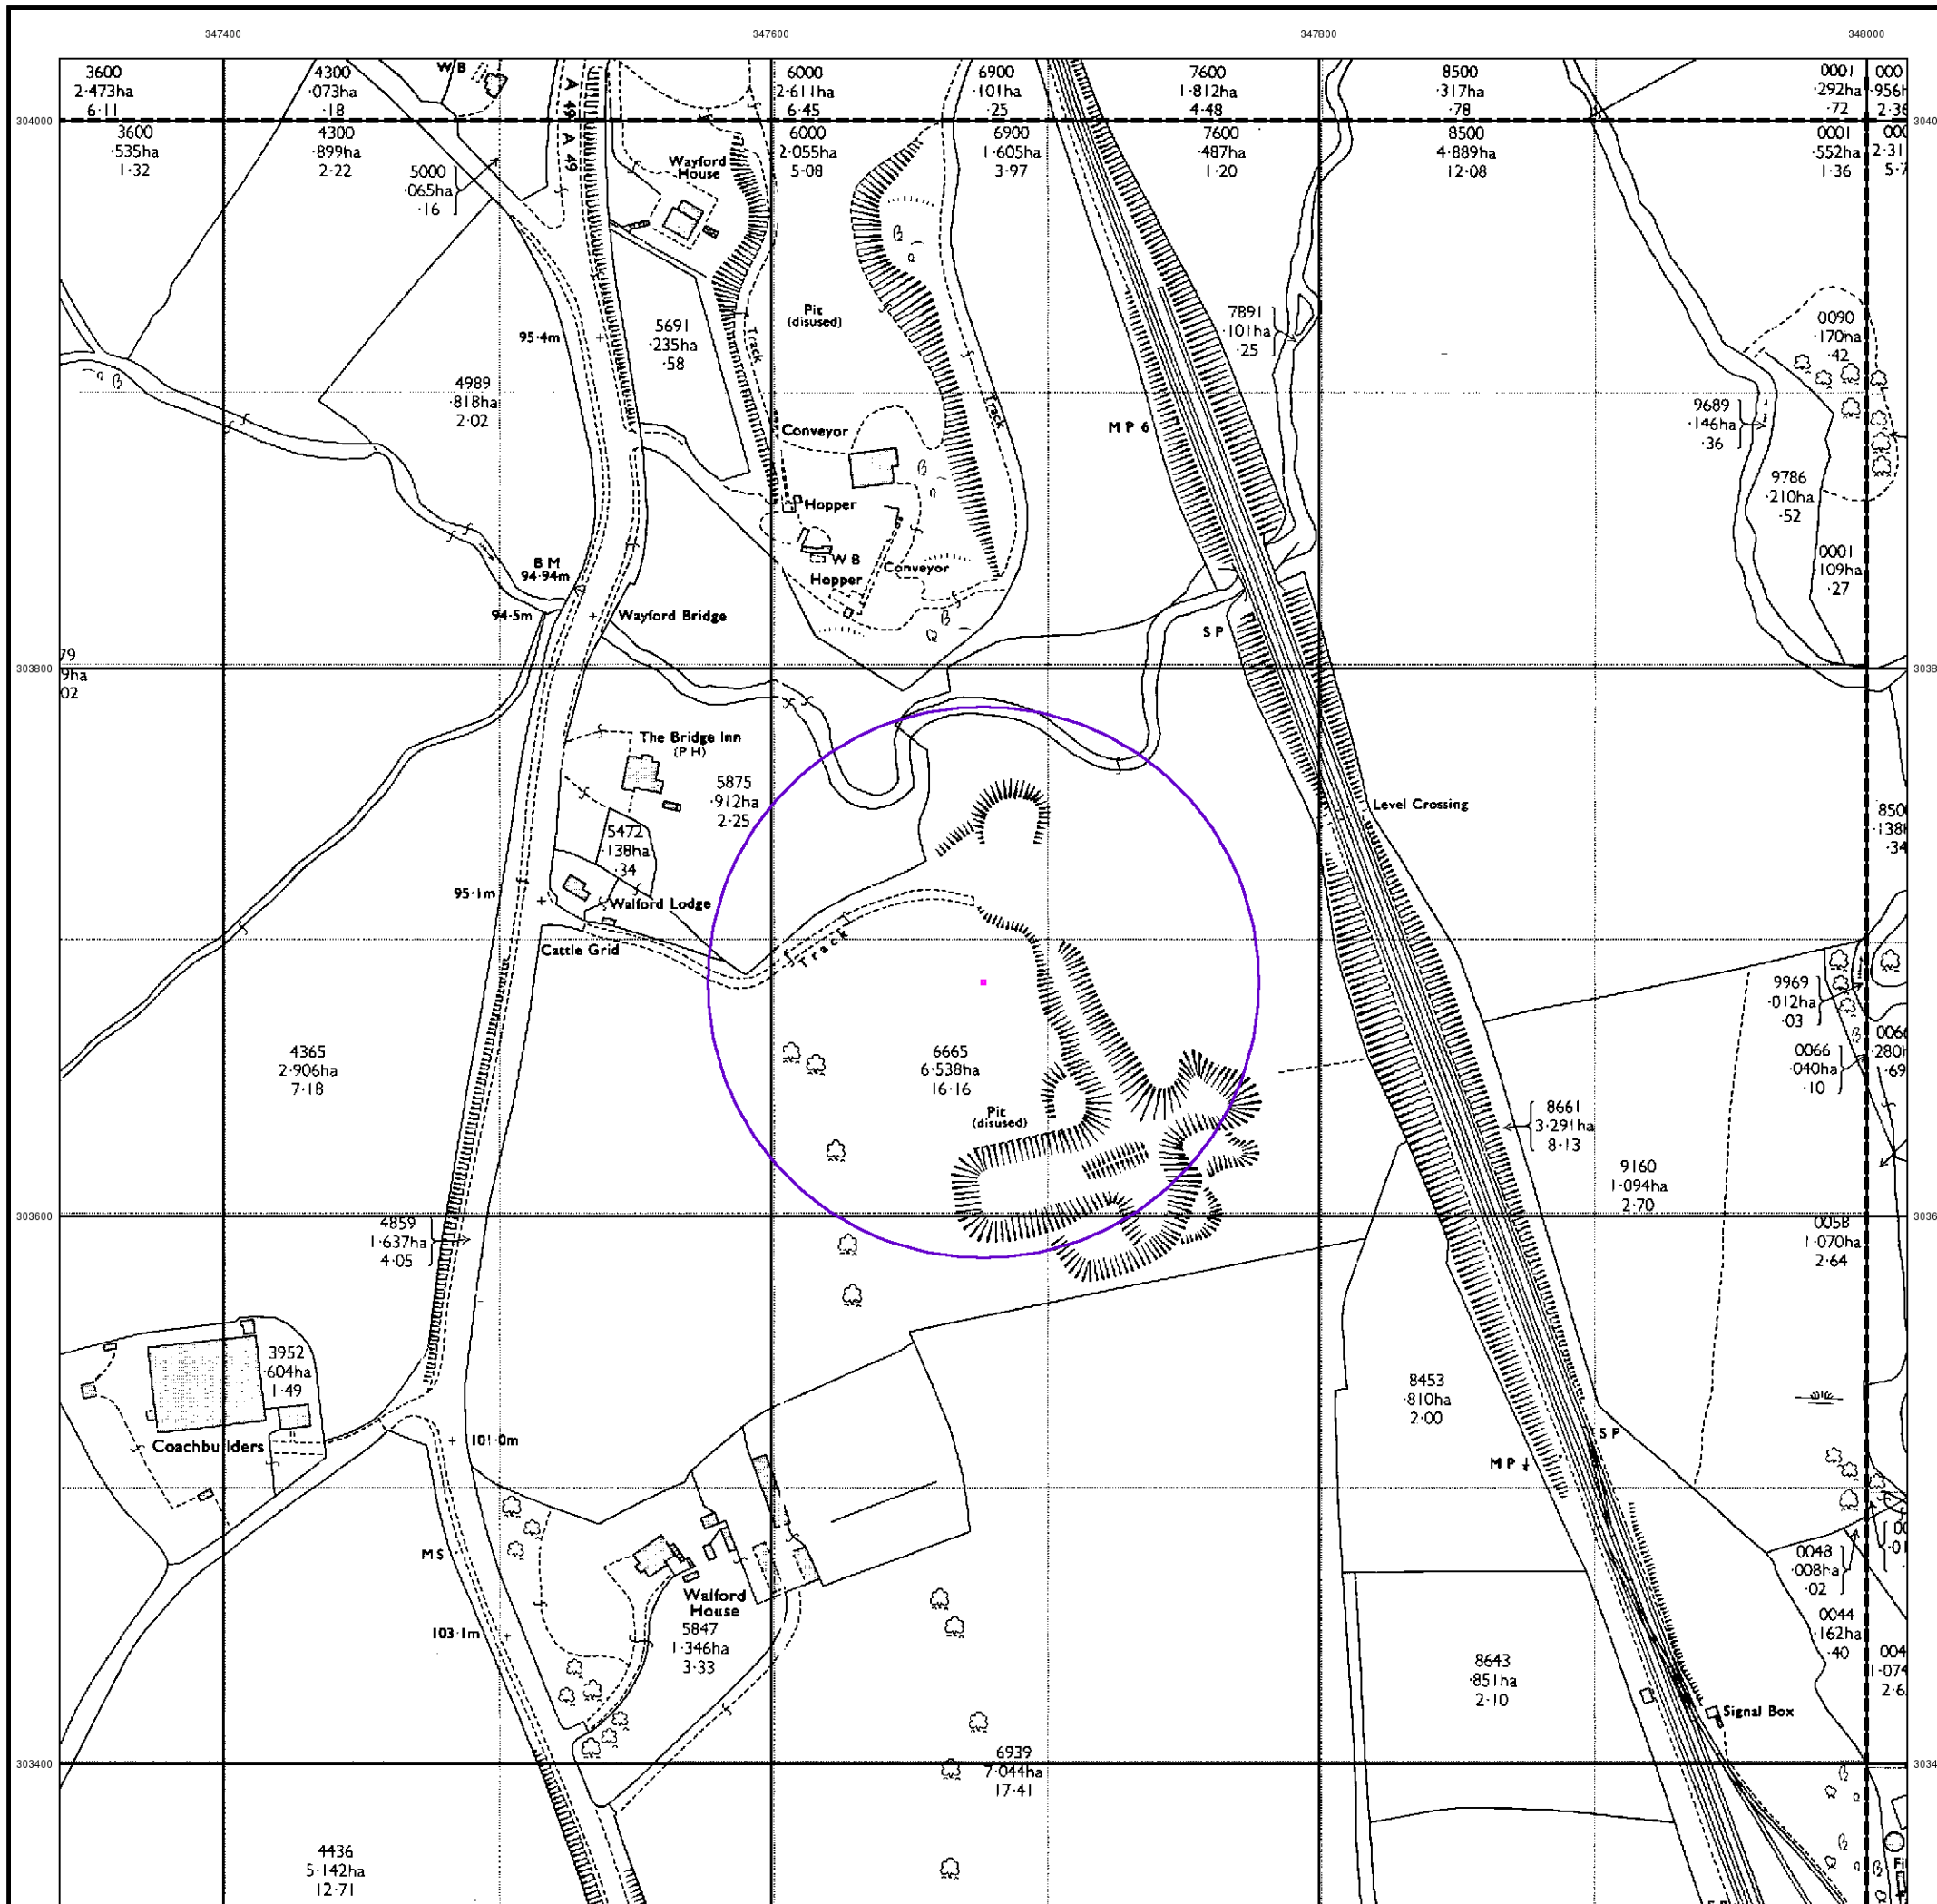 347400
347600
347800
348000
3600
2·473ha
6·11
4300
·073ha
·18
W B
A 49
A 49
6000
2·611ha
6·45
6900
·101ha
·25
7600
1·812ha
4·48
8500
·317ha
·78
0001
·292ha
·72
304000
3600
·535ha
1·32
4300
·899ha
2·22
5000
·065ha
·16
Wayford
House
6000
2·055ha
5·08
6900
1·605ha
3·97
7600
·487ha
1·20
8500
4·889ha
12·08
0001
·552ha
1·36
95·4m
5691
·235ha
·58
Track
Pit
(disused)
7891
·101ha
·25
0090
·170ha
·42
4989
·818ha
2·02
Conveyor
Track
M P 6
9689
·146ha
·36
9786
·210ha
·52
Hopper
W B
Hopper
Conveyor
B M
94·94m
94·5m
Wayford Bridge
S P
0001
·109ha
·27
303800
The Bridge Inn
(P H)
5875
·912ha
2·25
5472
·138ha
·34
Level Crossing
95·1m
Walford Lodge
Cattle Grid
Track
9969
·012ha
·03
0066
·040ha
·10
4365
2·906ha
7·18
6665
6·538ha
16·16
Pit
(disused)
8661
3·291ha
8·13
9160
1·094ha
2·70
303600
4859
1·637ha
4·05
0058
1·070ha
2·64
3952
·604ha
1·49
Coachbuilders
101·0m
8453
·810ha
2·00
S P
M P
M S
Walford
House
5847
1·346ha
3·33
103·1m
0048
·008ha
·02
0044
·162ha
·40
8643
·851ha
2·10
Signal Box
303400
6939
7·044ha
17·41
4436
5·142ha
12·71